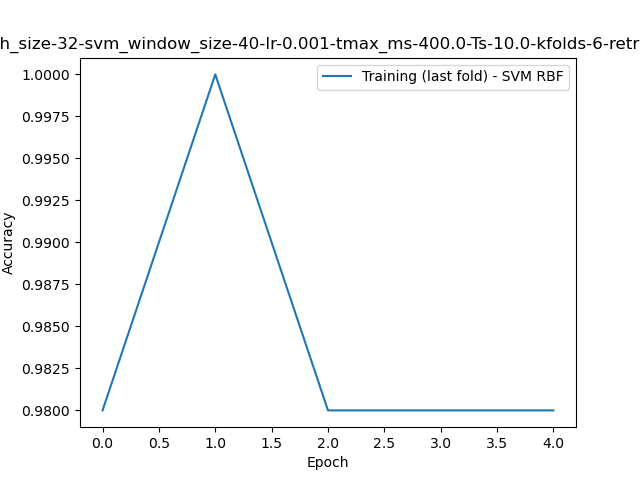 h_size-32-svm_window_size-40-lr-0.001-tmax_ms-400.0-Ts-10.0-kfolds-6-retr
Training (last fold) - SVM RBF
1.0000
0.9975
0.9950
0.9925
0.9900
0.9875
0.9850
0.9825
0.9800
Accuracy
0.0 0.5 1.0 1.5 2.0 2.5 3.0 3.5 4.0
Epoch